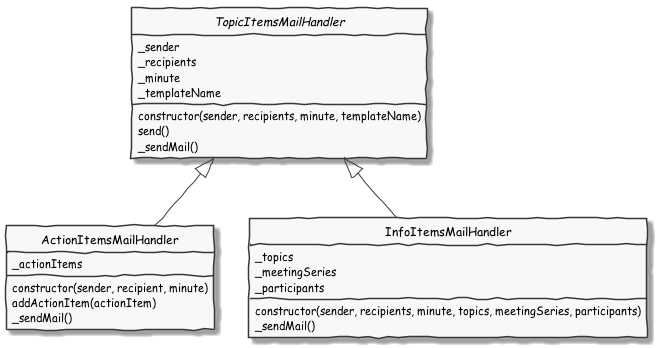 TopicItemsMailHandler
_sender
_recipients
_minute
_templateName
constructor(sender, recipients, minute, templateName)
send()
_sendMail()
ActionItemsMailHandler
_actionItems
constructor(sender, recipient, minute)
addActionItem(actionItem)
_sendMail()
InfoItemsMailHandler
_topics
_meetingSeries
_participants
constructor(sender, recipients, minute, topics, meetingSeries, participants)
_sendMail()